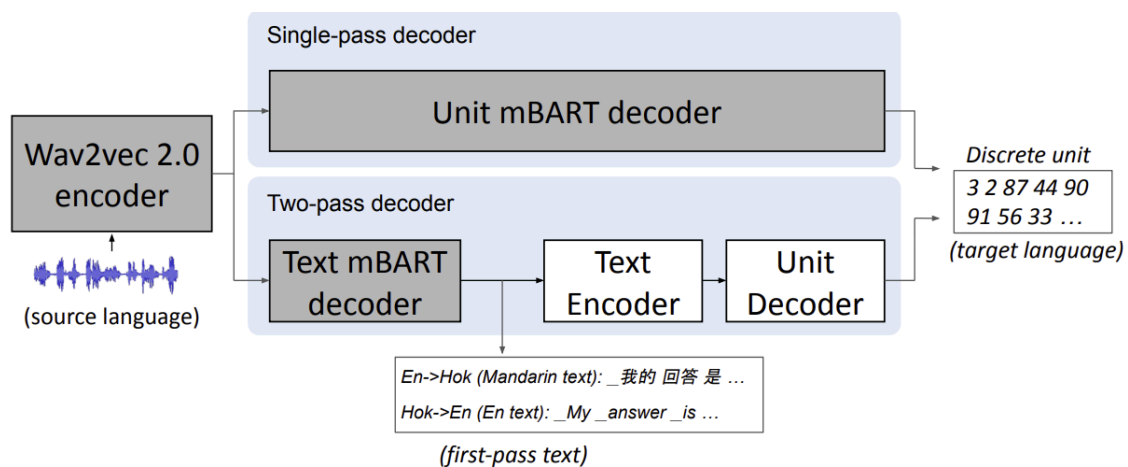 Single-pass decoder
Unit mBART decoder
Wav2vec 2.0
encoder
(source language)
Two-pass decoder
Text mBART
decoder
Text
Encoder
Unit
Decoder
Discrete unit
3 2 87 44 90
91 56 33 …
(target language)
En->Hok (Mandarin text): _我的 回答 是 …
Hok->En (En text): _My _answer _is …
(first-pass text)